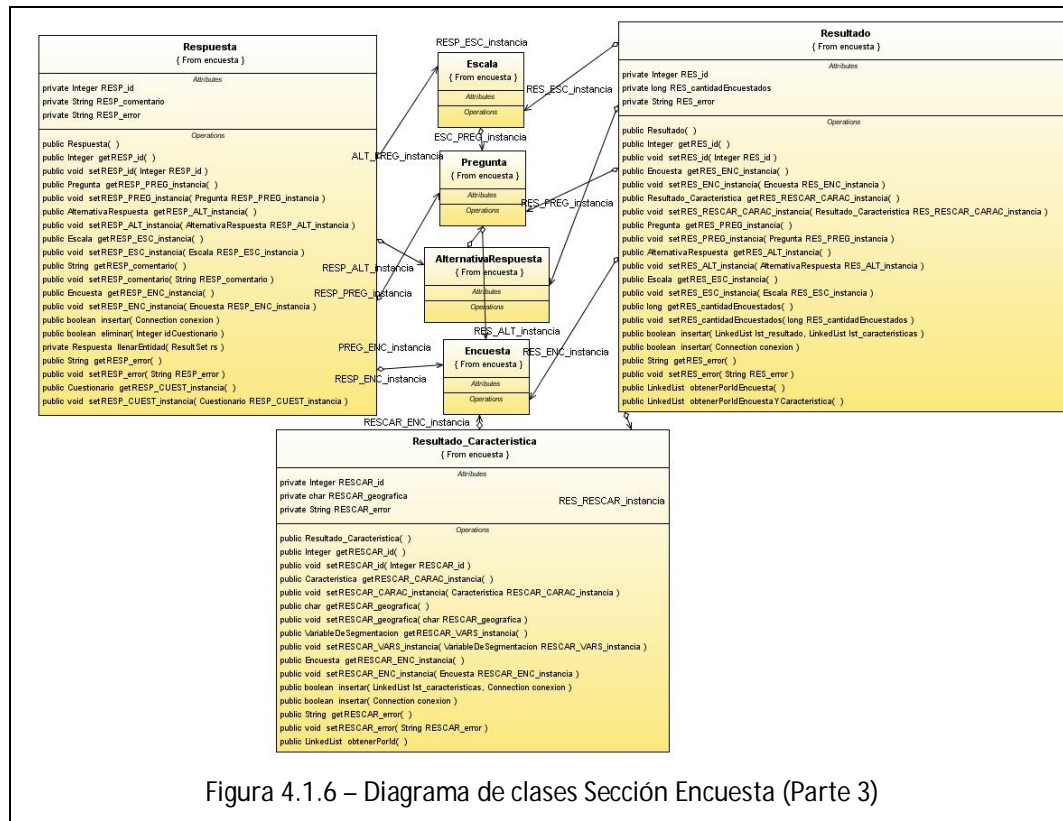 Respuesta
{ From encuesta }
Attributes
private Integer RESP_id
private String RESP_comentario
private String RESP_error
Operations
public Respuesta( )
public Integer getRESP_id( )
public void setRESP_id( Integer RESP_id )
public Pregunta getRESP_PREG_instancia( )
public void setRESP_PREG_instancia( Pregunta RESP_PREG_instancia )
public AlternativaRespuesta getRESP_ALT_instancia( )
public void setRESP_ALT_instancia( AlternativaRespuesta RESP_ALT_instancia )
public Escala getRESP_ESC_instancia( )
public void setRESP_ESC_instancia( Escala RESP_ESC_instancia )
public String getRESP_comentario( )
public void setRESP_comentario( String RESP_comentario )
public Encuesta getRESP_ENC_instancia( )
public void setRESP_ENC_instancia( Encuesta RESP_ENC_instancia )
public boolean insertar( Connection conexion )
public boolean eliminar( Integer idCuestionario )
private Respuesta llenarEntidad( ResultSet rs )
public String getRESP_error( )
public void setRESP_error( String RESP_error )
public Cuestionario getRESP_CUEST_instancia( )
public void setRESP_CUEST_instancia( Cuestionario RESP_CUEST_instancia )
RESP_ESC_instancia
Escala
{ From encuesta }
Attributes
Operations
RES_ESC_instancia
ESC_PREG_instancia
ALT_PREG_instancia
Pregunta
{ From encuesta }
Attributes
Operations
RES_PREG_instancia
RESP_ALT_instancia
AlternativaRespuesta
{ From encuesta }
Attributes
Operations
RESP_PREG_instancia
RES_ALT_instancia
PREG_ENC_instancia
Encuesta
{ From encuesta }
Attributes
Operations
RES_ENC_instancia
RESP_ENC_instancia
RESCAR_ENC_instancia
Resultado
{ From encuesta }
Attributes
private Integer RES_id
private long RES_cantidadEncuestados
private String RES_error
Operations
public Resultado( )
public Integer getRES_id( )
public void setRES_id( Integer RES_id )
public Encuesta getRES_ENC_instancia( )
public void setRES_ENC_instancia( Encuesta RES_ENC_instancia )
public Resultado_Caracteristica getRES_RESCAR_CARAC_instancia( )
public void setRES_RESCAR_CARAC_instancia( Resultado_Caracteristica RES_RESCAR_CARAC_instancia )
public Pregunta getRES_PREG_instancia( )
public void setRES_PREG_instancia( Pregunta RES_PREG_instancia )
public AlternativaRespuesta getRES_ALT_instancia( )
public void setRES_ALT_instancia( AlternativaRespuesta RES_ALT_instancia )
public Escala getRES_ESC_instancia( )
public void setRES_ESC_instancia( Escala RES_ESC_instancia )
public long getRES_cantidadEncuestados( )
public void setRES_cantidadEncuestados( long RES_cantidadEncuestados )
public boolean insertar( LinkedList lst_resultado, LinkedList lst_caracteristicas )
public boolean insertar( Connection conexion )
public String getRES_error( )
public void setRES_error( String RES_error )
public LinkedList obtenerPorIdEncuesta( )
public LinkedList obtenerPorIdEncuestaYCaracteristica( )
Resultado_Caracteristica
{ From encuesta }
Attributes
private Integer RESCAR_id
private char RESCAR_geografica
private String RESCAR_error
RES_RESCAR_instancia
Operations
public Resultado_Caracteristica( )
public Integer getRESCAR_id( )
public void setRESCAR_id( Integer RESCAR_id )
public Caracteristica getRESCAR_CARAC_instancia( )
public void setRESCAR_CARAC_instancia( Caracteristica RESCAR_CARAC_instancia )
public char getRESCAR_geografica( )
public void setRESCAR_geografica( char RESCAR_geografica )
public VariableDeSegmentacion getRESCAR_VARS_instancia( )
public void setRESCAR_VARS_instancia( VariableDeSegmentacion RESCAR_VARS_instancia )
public Encuesta getRESCAR_ENC_instancia( )
public void setRESCAR_ENC_instancia( Encuesta RESCAR_ENC_instancia )
public boolean insertar( LinkedList lst_caracteristicas, Connection conexion )
public boolean insertar( Connection conexion )
public String getRESCAR_error( )
public void setRESCAR_error( String RESCAR_error )
public LinkedList obtenerPorId( )
Figura 4.1.6 – Diagrama de clases Sección Encuesta (Parte 3)